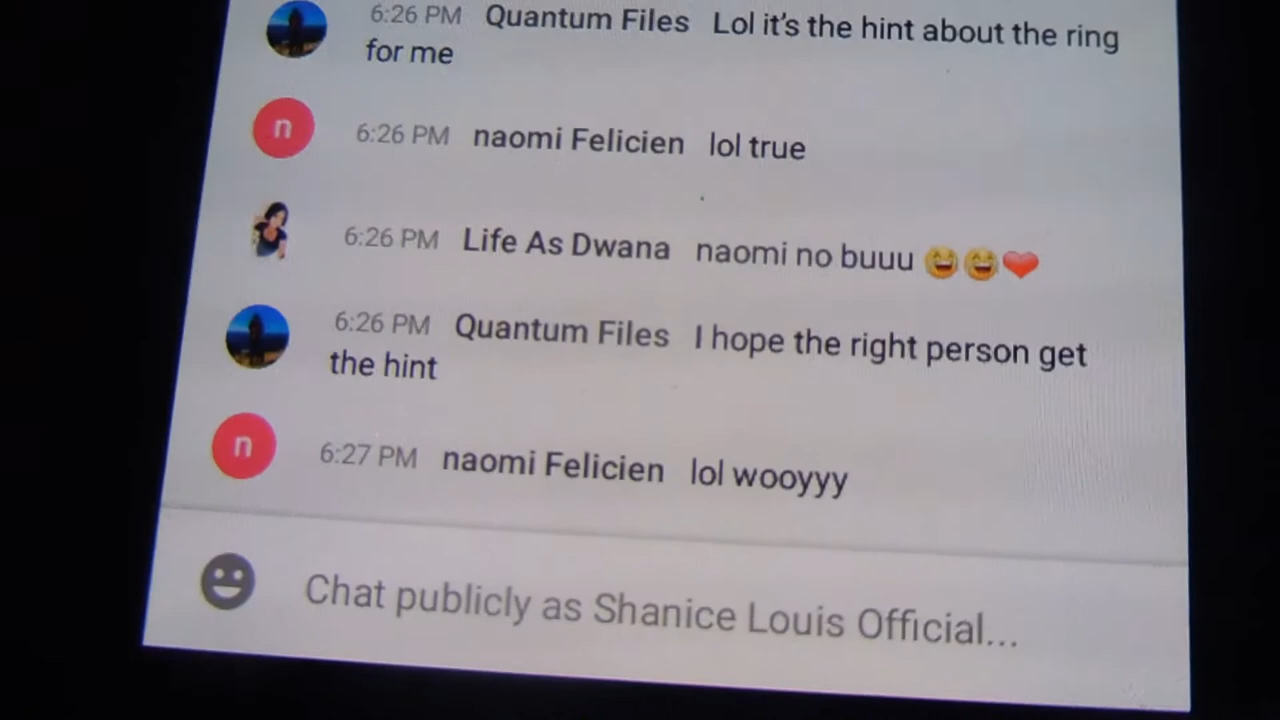 6:26 PM Quantum Files Lol it's the hint about the ring
for me
n 6:26 PM naomi Felicien lol true
6:26 PM Life As Dwana naomi no buuu 😆😆❤️
6:26 PM Quantum Files I hope the right person get
the hint
n 6:27 PM naomi Felicien lol wooyyy
Chat publicly as Shanice Louis Official...